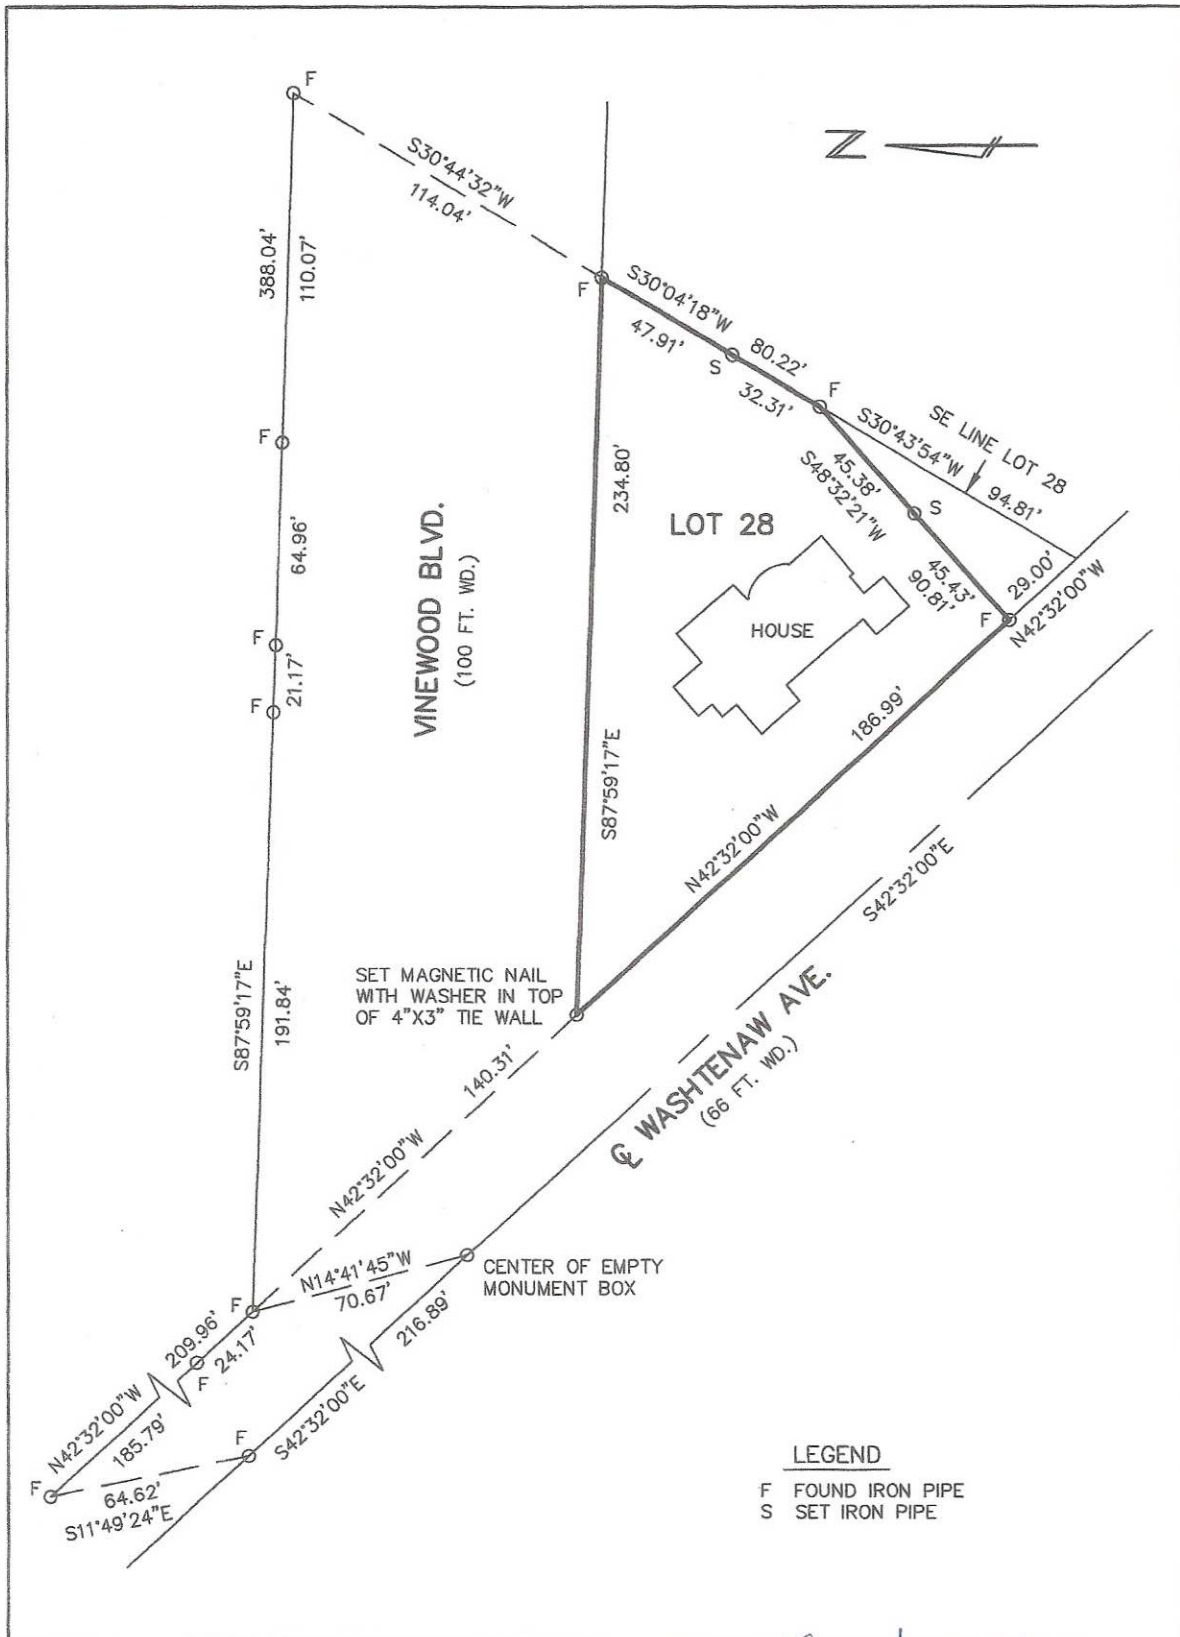 F
Z
S30°44'32"W
114.04'
388.04'
110.07'
F
S30°04'18"W
47.91'
80.22'
S
32.31'
F
S30°43'54"W
SE LINE LOT 28
94.81'
F
64.96'
234.80'
45.38'
S48°32'21"W
S
LOT 28
VINEWOOD BLVD.
(100 FT. WD.)
HOUSE
45.43'
90.81'
29.00'
N42°32'00"W
F
F
21.17'
F
186.99'
S87°59'17"E
N42°32'00"W
S42°32'00"E
S87°59'17"E
191.84'
SET MAGNETIC NAIL
WITH WASHER IN TOP
OF 4"X3" TIE WALL
140.31'
℄ WASHTENAW AVE.
(66 FT. WD.)
N42°32'00"W
N14°41'45"W
70.67'
CENTER OF EMPTY
MONUMENT BOX
F
209.96'
24.17'
F
216.89'
N42°32'00"W
185.79'
S42°32'00"E
F
F
64.62'
S11°49'24"E
LEGEND
F FOUND IRON PIPE
S SET IRON PIPE